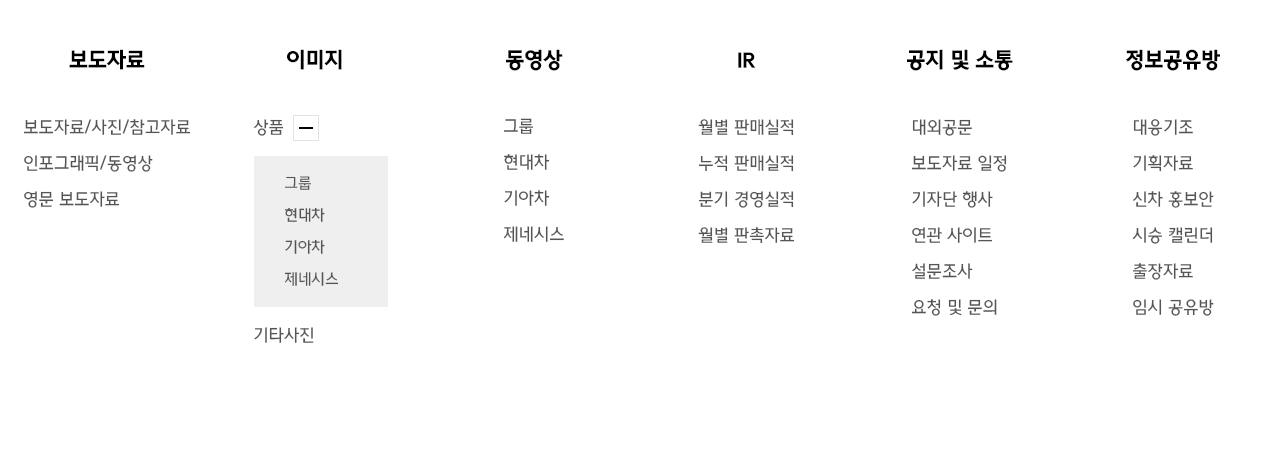 보도자료
보도자료/사진/참고자료
인포그래픽/동영상
영문 보도자료
이미지
상품
그룹
현대차
기아차
제네시스
기타사진
동영상
그룹
현대차
기아차
제네시스
IR
월별 판매실적
누적 판매실적
분기 경영실적
월별 판촉자료
공지 및 소통
대외공문
보도자료 일정
기자단 행사
연관 사이트
설문조사
요청 및 문의
정보공유방
대응기조
기획자료
신차 홍보안
시승 캘린더
출장자료
임시 공유방